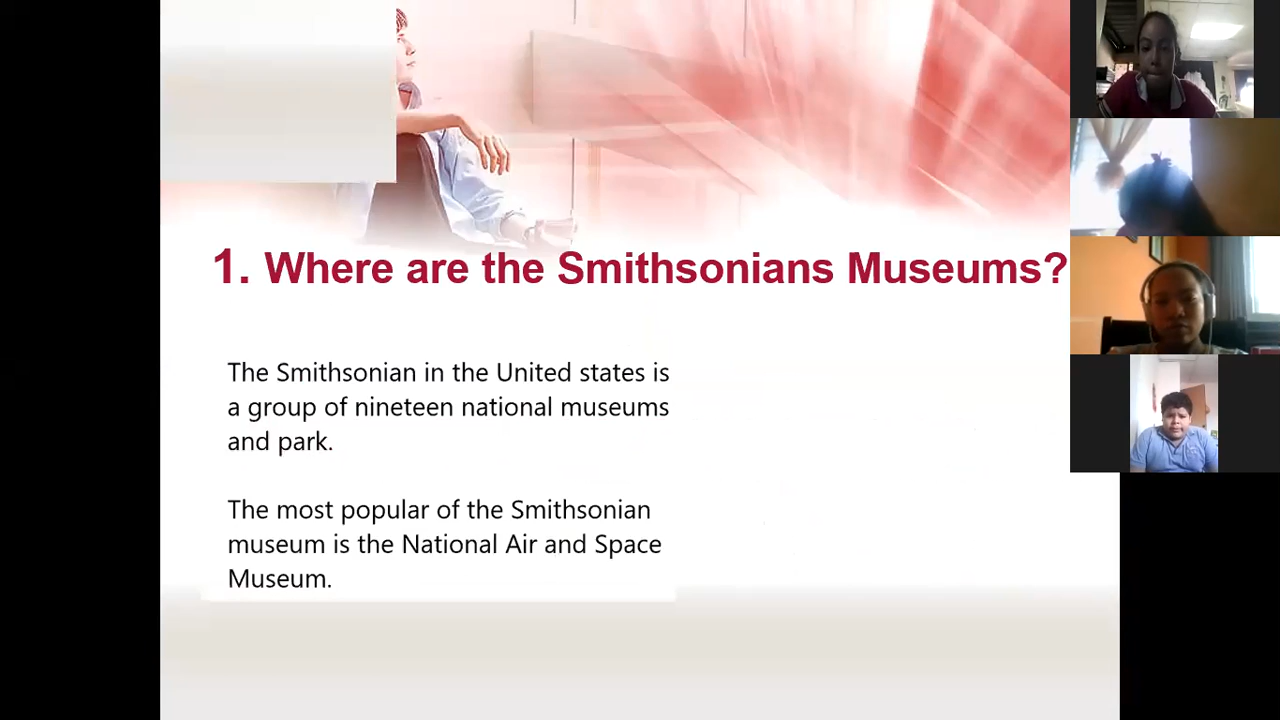 1. Where are the Smithsonians Museums?
The Smithsonian in the United states is
a group of nineteen national museums
and park.
The most popular of the Smithsonian
museum is the National Air and Space
Museum.